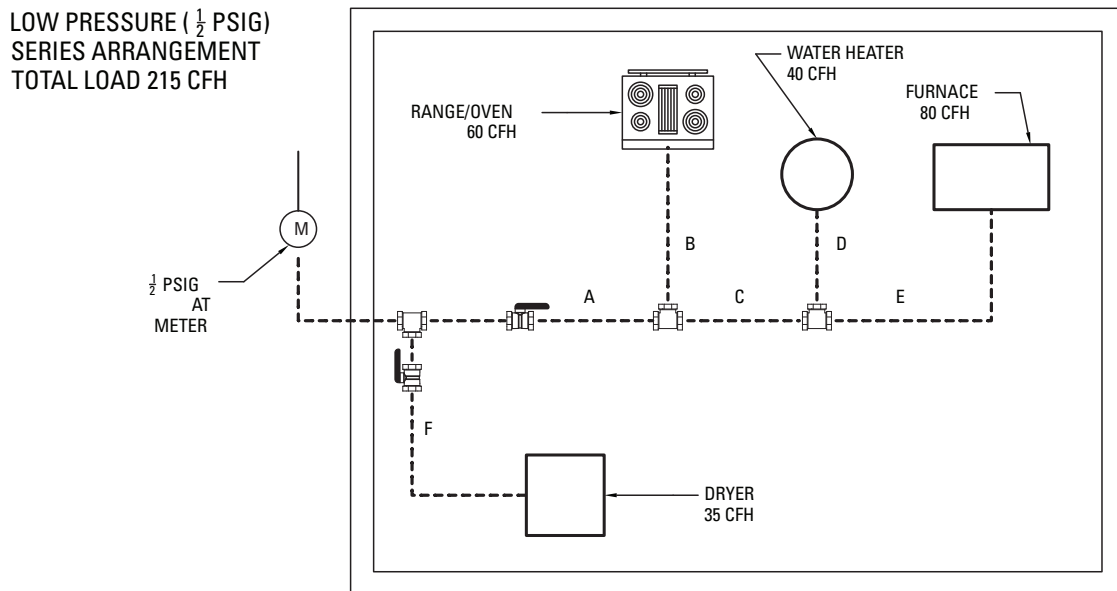 LOW PRESSURE ( 1/2 PSIG)
SERIES ARRANGEMENT
TOTAL LOAD 215 CFH
WATER HEATER
40 CFH
FURNACE
80 CFH
RANGE/OVEN
60 CFH
M
B
D
1/2 PSIG
AT
METER
A
C
E
F
DRYER
35 CFH